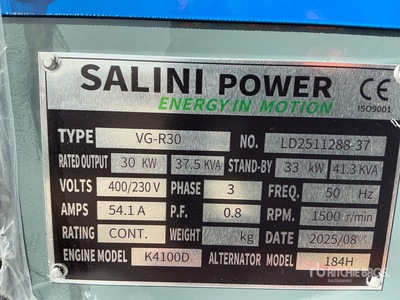 SALINI POWER
ENERGY IN MOTION
CE
ISO9001
TYPE VG-R30 NO. LD2511288-37
RATED OUTPUT 30 KW 37.5 KVA STAND-BY 33 kW 41.3 KVA
VOLTS 400/230 V PHASE 3 FREQ. 50 Hz
AMPS 54.1 A P.F. 0.8 RPM. 1500 r/min
RATING CONT. WEIGHT kg DATE 2025/08
ENGINE MODEL K4100D ALTERNATOR MODEL 184H